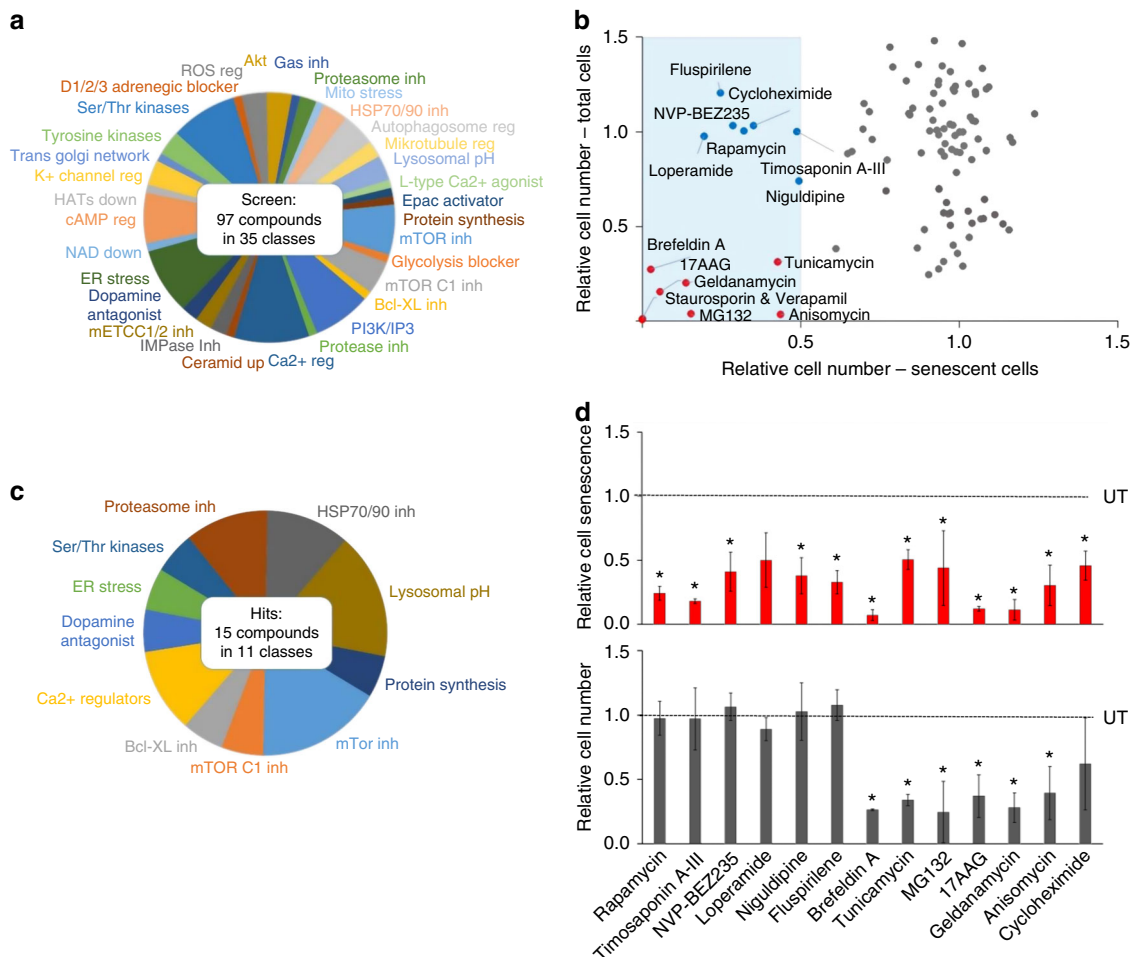 a
ROS reg
Akt
Gas inh
Proteasome inh
D1/2/3 adrenegic blocker
Mito stress
Ser/Thr kinases
HSP70/90 inh
Autophagosome reg
Tyrosine kinases
Mikrotubule reg
Trans golgi network
Lysosomal pH
K+ channel reg
L-type Ca2+ agonist
HATs down
Epac activator
cAMP reg
Protein synthesis
mTOR inh
NAD down
Glycolysis blocker
ER stress
mTOR C1 inh
Dopamine
antagonist
Bcl-XL inh
mETCC1/2 inh
PI3K/IP3
IMPase Inh
Protease inh
Ceramid up
Ca2+ reg
Screen:
97 compounds
in 35 classes
b
Relative cell number – total cells
1.5
1.0
0.5
Fluspirilene
Cycloheximide
NVP-BEZ235
Rapamycin
Loperamide
Timosaponin A-III
Niguldipine
Brefeldin A
17AAG
Tunicamycin
Geldanamycin
Staurosporin & Verapamil
MG132
Anisomycin
0.5
1.0
1.5
Relative cell number – senescent cells
c
Proteasome inh
HSP70/90 inh
Ser/Thr kinases
Lysosomal pH
ER stress
Dopamine
antagonist
Protein synthesis
Ca2+ regulators
Bcl-XL inh
mTor inh
mTOR C1 inh
Hits:
15 compounds
in 11 classes
d
Relative cell senescence
1.5
1.0
0.5
0.0
UT
* * * * * * * * * * * *
Relative cell number
1.5
1.0
0.5
0.0
UT
* * * * * *
Rapamycin
Timosaponin A-III
NVP-BEZ235
Loperamide
Niguldipine
Fluspirilene
Brefeldin A
Tunicamycin
MG132
17AAG
Geldanamycin
Anisomycin
Cycloheximide